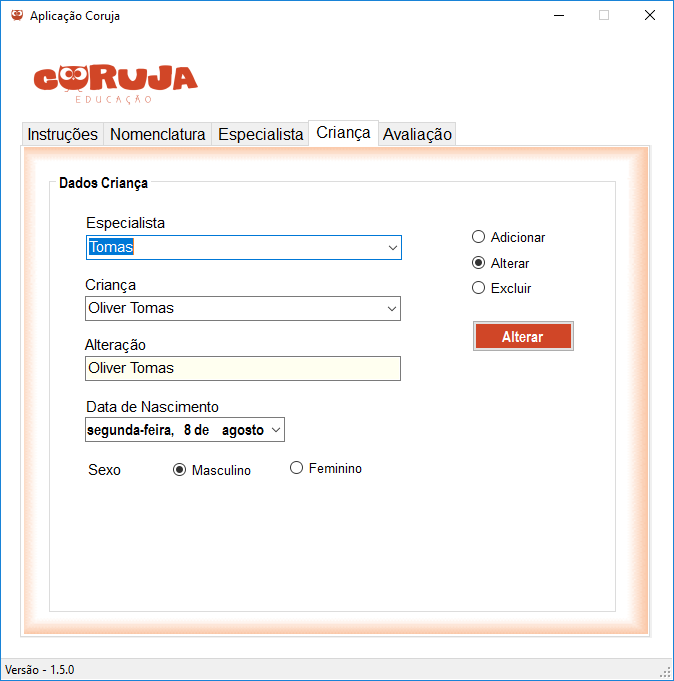 Aplicação Coruja
CORUJA
EDUCAÇÃO
Instruções Nomenclatura Especialista Criança Avaliação
Dados Criança
Especialista
Tomas
Adicionar
Alterar
Excluir
Criança
Oliver Tomas
Alterar
Alteração
Oliver Tomas
Data de Nascimento
segunda-feira, 8 de agosto
Sexo Masculino Feminino
Versão - 1.5.0